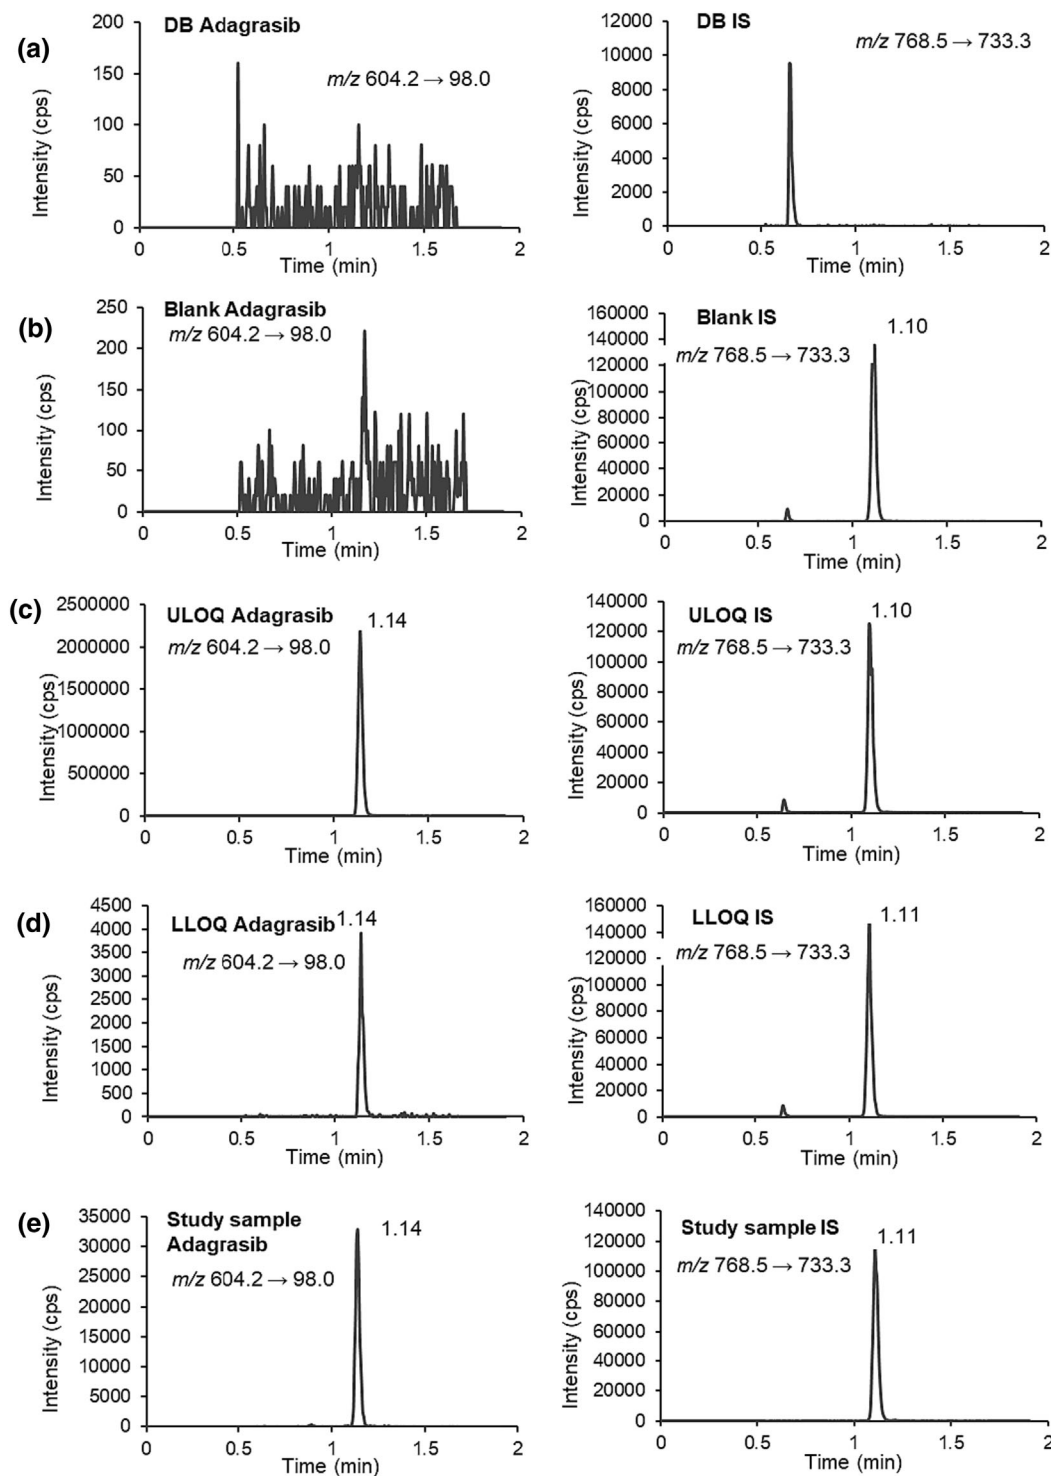 (a)
DB Adagrasib
m/z 604.2 → 98.0
Intensity (cps)
200
150
100
50
0
0
0.5
1
1.5
2
Time (min)
DB IS
m/z 768.5 → 733.3
Intensity (cps)
12000
10000
8000
6000
4000
2000
0
0
0.5
1
1.5
2
Time (min)
(b)
Blank Adagrasib
m/z 604.2 → 98.0
Intensity (cps)
250
200
150
100
50
0
0
0.5
1
1.5
2
Time (min)
Blank IS
1.10
m/z 768.5 → 733.3
Intensity (cps)
160000
140000
120000
100000
80000
60000
40000
20000
0
0
0.5
1
1.5
2
Time (min)
(c)
ULOQ Adagrasib
1.14
m/z 604.2 → 98.0
Intensity (cps)
2500000
2000000
1500000
1000000
500000
0
0
0.5
1
1.5
2
Time (min)
ULOQ IS
1.10
m/z 768.5 → 733.3
Intensity (cps)
140000
120000
100000
80000
60000
40000
20000
0
0
0.5
1
1.5
2
Time (min)
(d)
LLOQ Adagrasib
1.14
m/z 604.2 → 98.0
Intensity (cps)
4500
4000
3500
3000
2500
2000
1500
1000
500
0
0
0.5
1
1.5
2
Time (min)
LLOQ IS
1.11
m/z 768.5 → 733.3
Intensity (cps)
160000
140000
120000
100000
80000
60000
40000
20000
0
0
0.5
1
1.5
2
Time (min)
(e)
Study sample
Adagrasib
1.14
m/z 604.2 → 98.0
Intensity (cps)
35000
30000
25000
20000
15000
10000
5000
0
0
0.5
1
1.5
2
Time (min)
Study sample IS
1.11
m/z 768.5 → 733.3
Intensity (cps)
140000
120000
100000
80000
60000
40000
20000
0
0
0.5
1
1.5
2
Time (min)